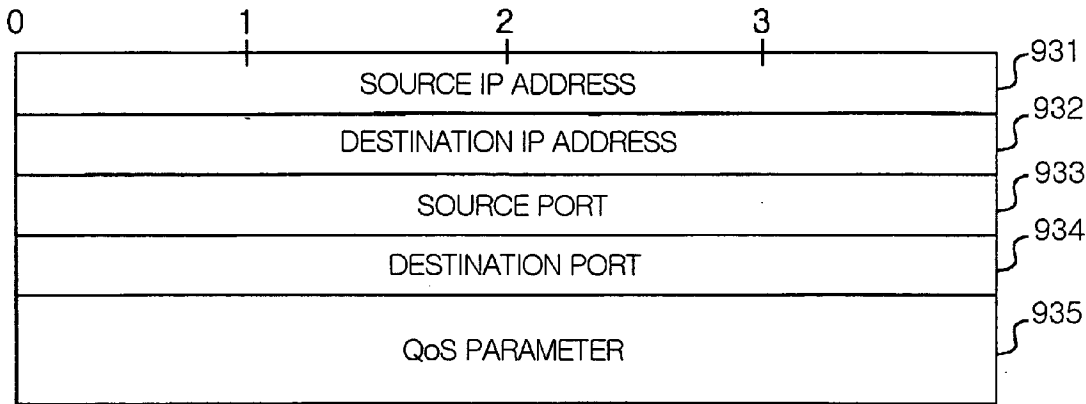 0 1 2 3
SOURCE IP ADDRESS 931
DESTINATION IP ADDRESS 932
SOURCE PORT 933
DESTINATION PORT 934
QoS PARAMETER 935